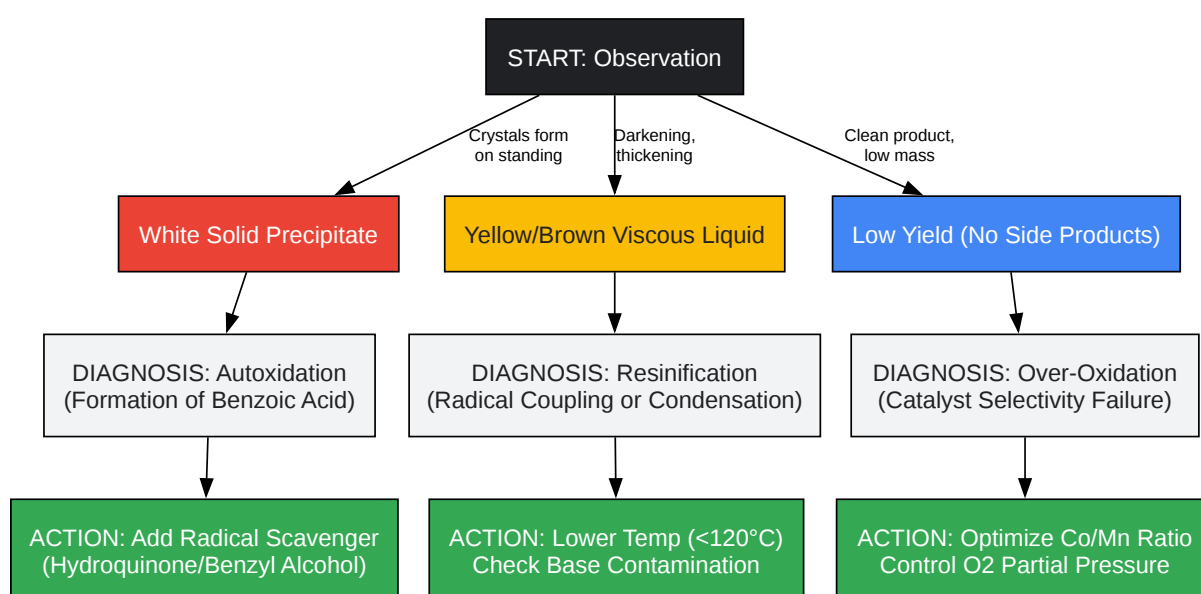 START: Observation
Crystals form
on standing
Darkening,
thickening
Clean product,
low mass
White Solid Precipitate
Yellow/Brown Viscous Liquid
Low Yield (No Side Products)
DIAGNOSIS: Autoxidation
(Formation of Benzoic Acid)
DIAGNOSIS: Resinification
(Radical Coupling or Condensation)
DIAGNOSIS: Over-Oxidation
(Catalyst Selectivity Failure)
ACTION: Add Radical Scavenger
(Hydroquinone/Benzyl Alcohol)
ACTION: Lower Temp (<120°C)
Check Base Contamination
ACTION: Optimize Co/Mn Ratio
Control O2 Partial Pressure